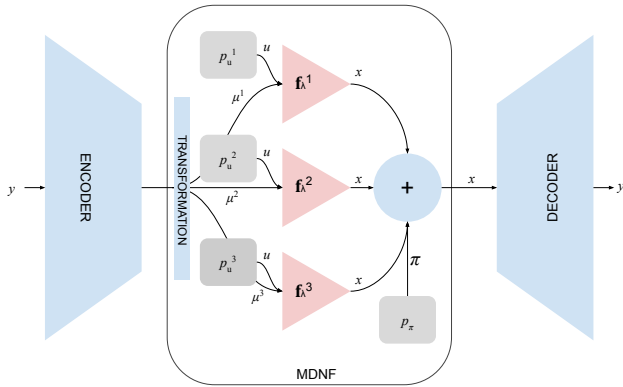 y
ENCODER
TRANSFORMATION
p_u^1
u
μ^1
f_λ^1
x
p_u^2
u
μ^2
f_λ^2
x
p_u^3
u
μ^3
f_λ^3
x
+
π
p_π
x
DECODER
y
MDNF